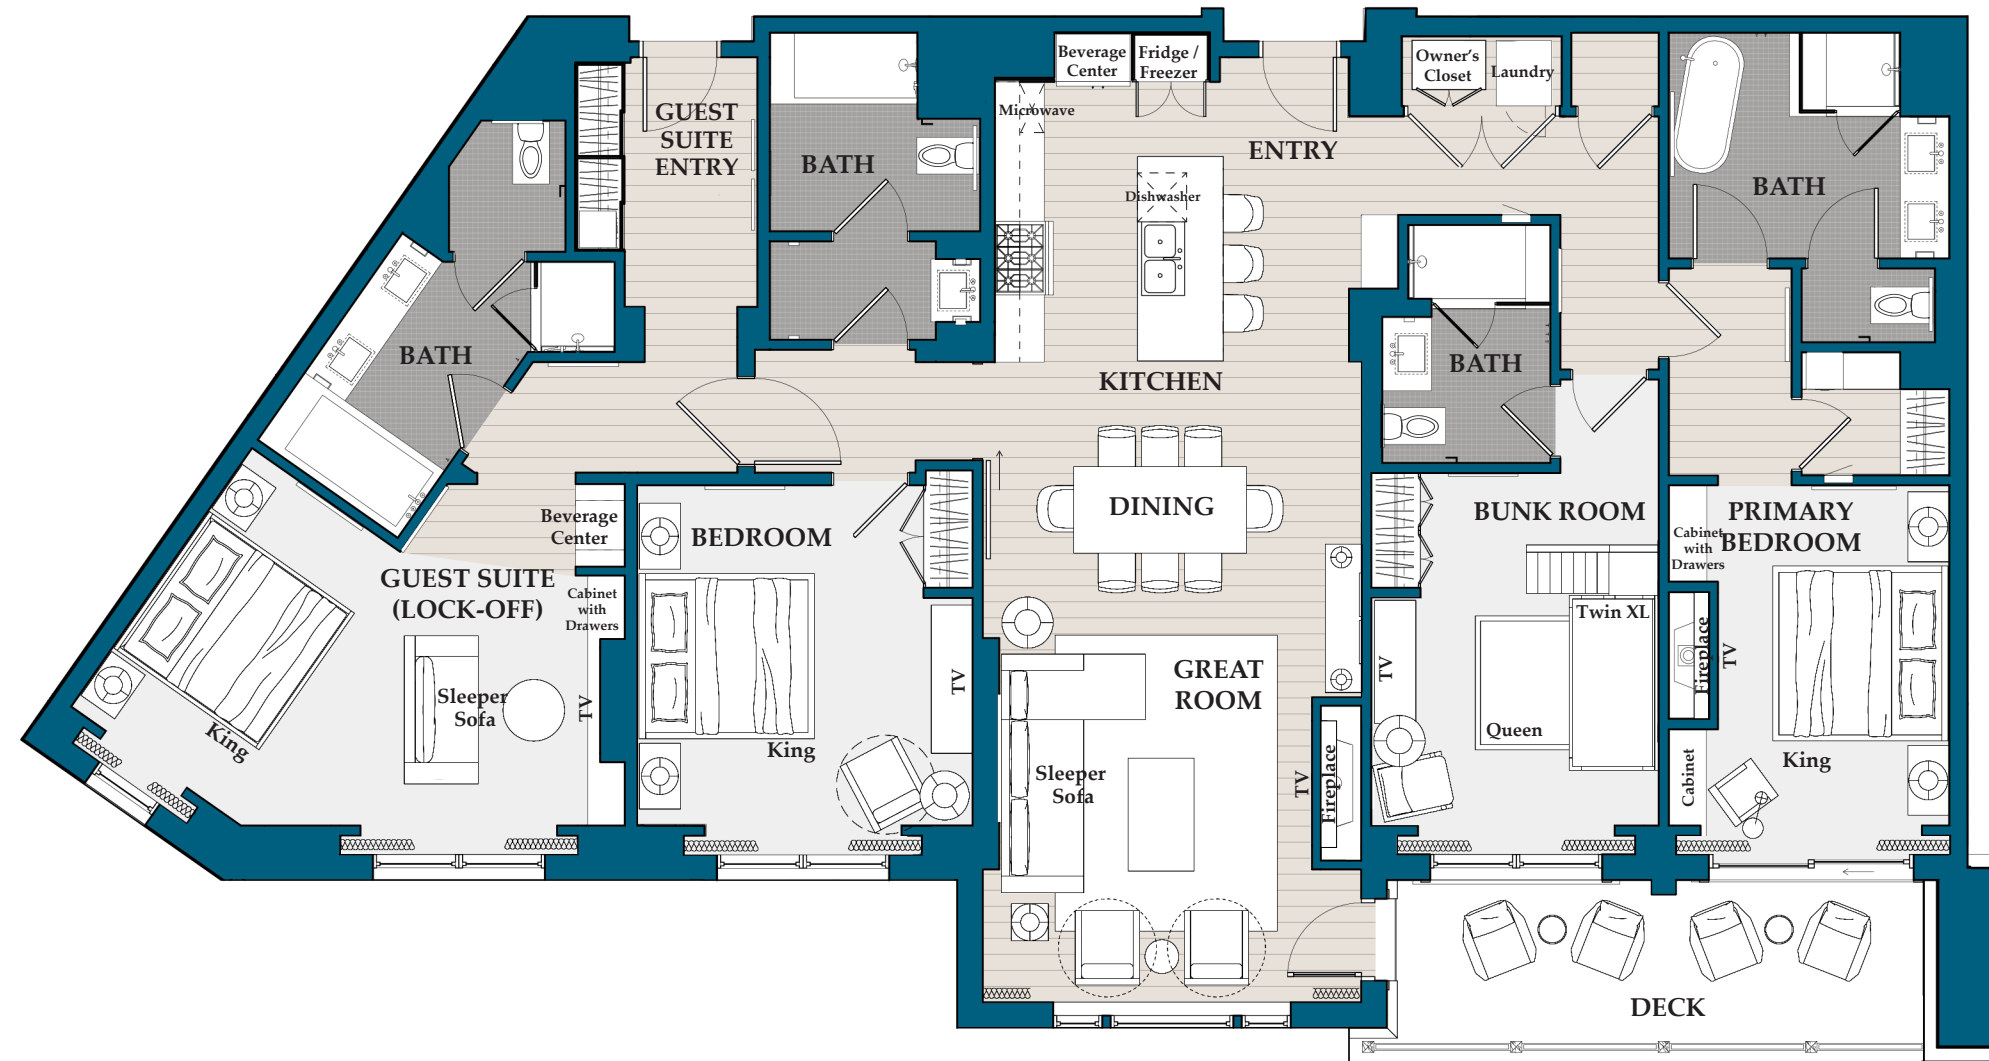 Beverage
Center
Fridge /
Freezer
Owner's
Closet
Laundry
Microwave
GUEST
SUITE
ENTRY
BATH
ENTRY
Dishwasher
BATH
BATH
BATH
KITCHEN
DINING
Beverage
Center
BEDROOM
BUNK ROOM
PRIMARY
BEDROOM
Cabinet
with
Drawers
GUEST SUITE
(LOCK-OFF)
Cabinet
with
Drawers
Twin XL
Fireplace
TV
GREAT
ROOM
TV
TV
Sleeper
Sofa
TV
King
King
Queen
King
Cabinet
Sleeper
Sofa
TV
Fireplace
DECK